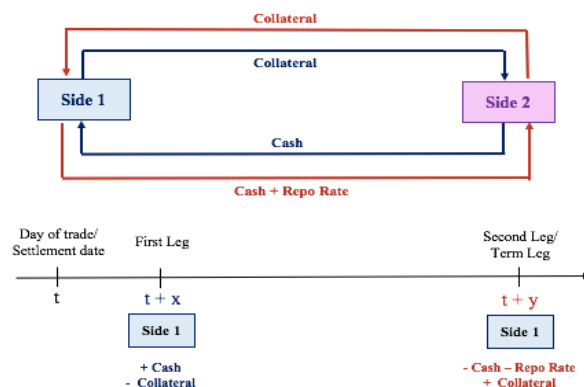 Collateral
Collateral
Side 1
Side 2
Cash
Cash + Repo Rate
Day of trade/
Settlement date
First Leg
Second Leg/
Term Leg
t
t + x
t + y
Side 1
Side 1
+ Cash
- Collateral
- Cash – Repo Rate
+ Collateral